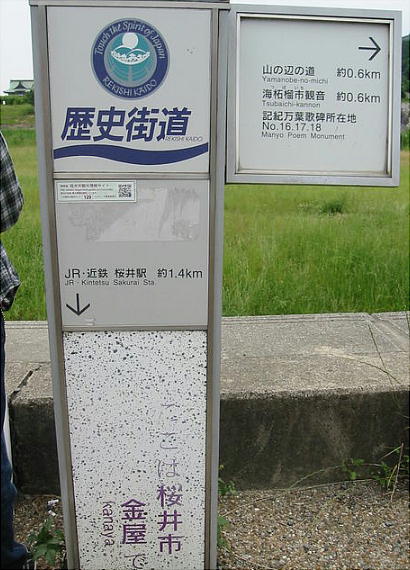 Touch the Spirit of Japan
REKISHI KAIDO
歴史街道
REKISHI KAIDO
山の辺の道 約0.6km
Yamanobe-no-michi
海柘榴市観音 約0.6km
Tsubaichi-kannon
記紀万葉歌碑所在地
No.16.17.18
Manyo Poem Monument
JR・近鉄 桜井駅 約1.4km
JR・Kintetsu Sakurai Sta.
ここは桜井市
金屋で
kanaya